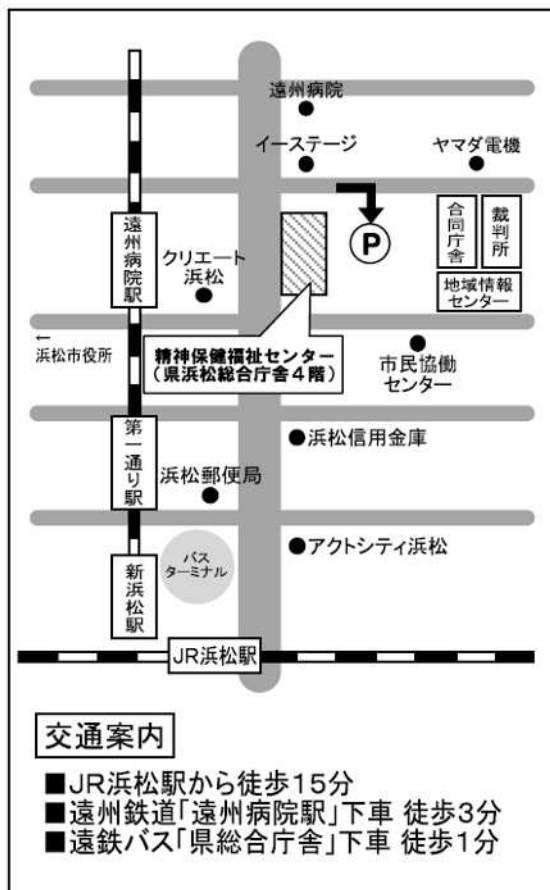 遠州病院
イーステージ
ヤマダ電機
遠州病院駅
クリエート
浜松
P
合同庁舎
裁判所
地域情報
センター
←
浜松市役所
精神保健福祉センター
（県浜松総合庁舎４階）
市民協働
センター
第一通り駅
浜松信用金庫
浜松郵便局
新浜松駅
バス
ターミナル
アクトシティ浜松
JR浜松駅
交通案内
■JR浜松駅から徒歩15分
■遠州鉄道「遠州病院駅」下車 徒歩3分
■遠鉄バス「県総合庁舎」下車 徒歩1分